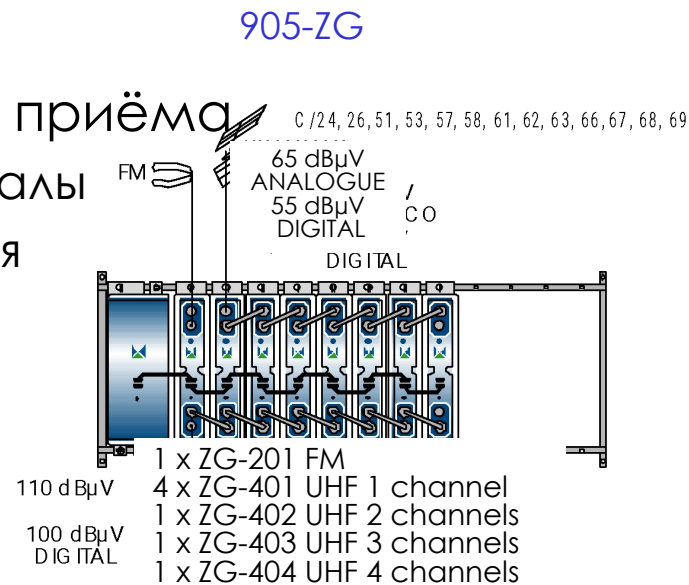 905-ZG
приёма
C /24, 26, 51, 53, 57, 58, 61, 62, 63, 66, 67, 68, 69
FM
65 dBµV
ANALOGUE
55 dBµV
DIGITAL
CO
DIGITAL
1 x ZG-201 FM
110 dBµV
4 x ZG-401 UHF 1 channel
1 x ZG-402 UHF 2 channels
100 dBµV
DIGITAL
1 x ZG-403 UHF 3 channels
1 x ZG-404 UHF 4 channels